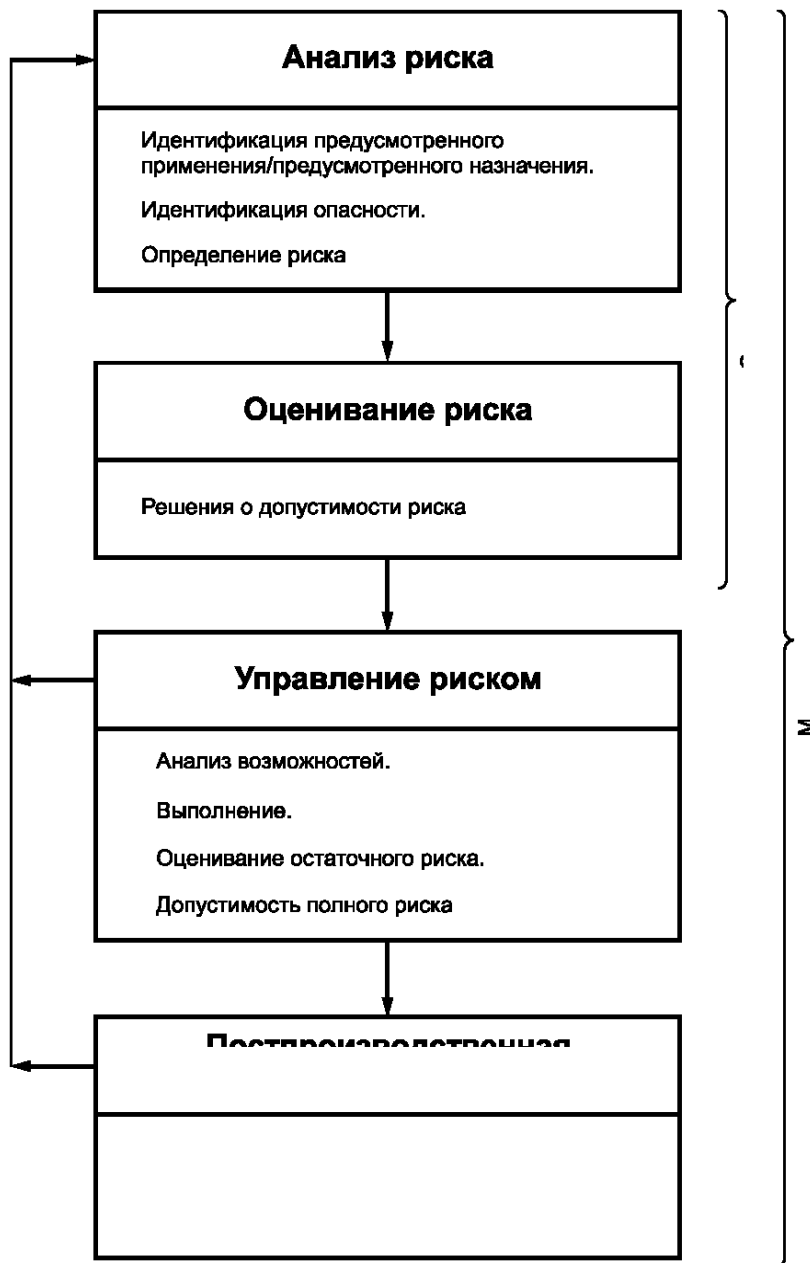 Анализ риска
Идентификация предусмотренного
применения/предусмотренного назначения.
Идентификация опасности.
Определение риска
Оценивание риска
Решения о допустимости риска
Управление риском
Анализ возможностей.
Выполнение.
Оценивание остаточного риска.
Допустимость полного риска
Постпроизводственная